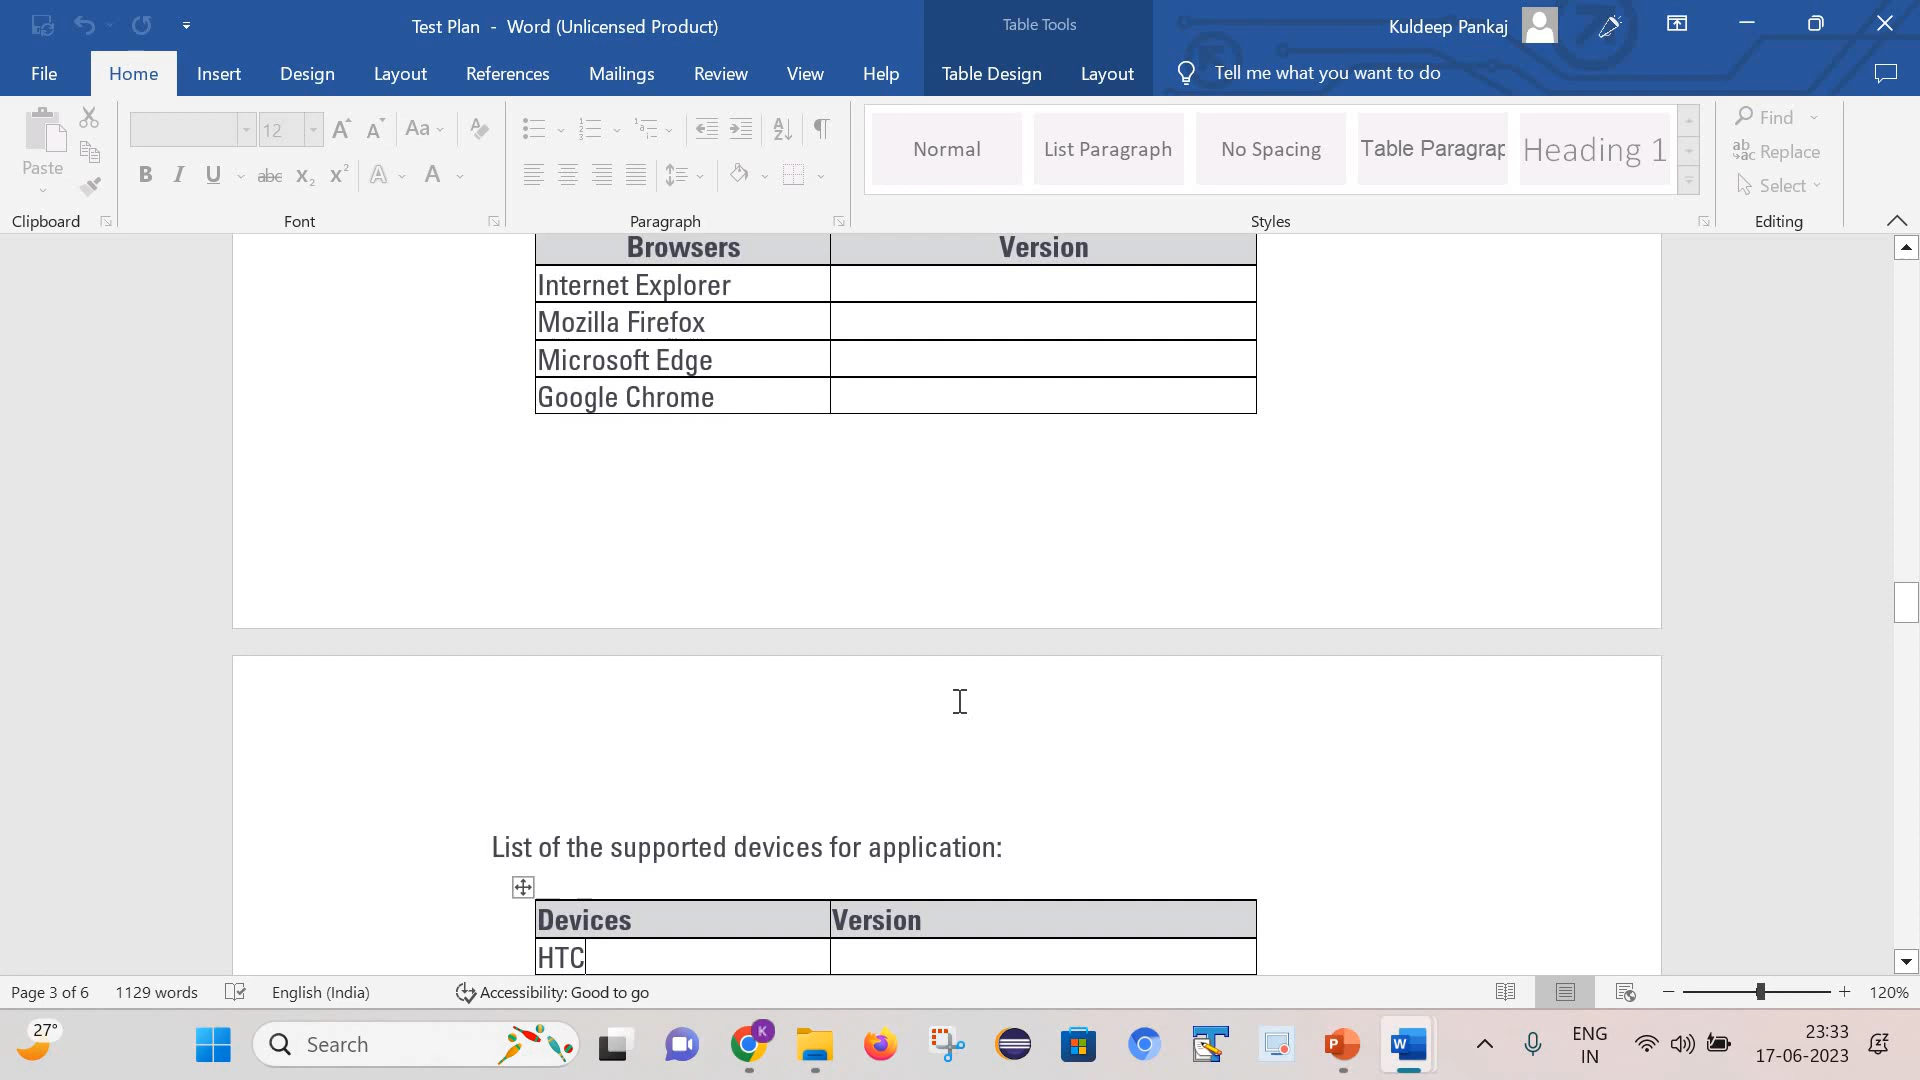 Test Plan - Word (Unlicensed Product)
Table Tools
Kuldeep Pankaj
File Home Insert Design Layout References Mailings Review View Help Table Design Layout Tell me what you want to do
Paste
12
Aa
B I U abc X2 X2 A A
Normal List Paragraph No Spacing Table Paragrap Heading 1
Find
Replace
Select
Clipboard Font Paragraph Styles Editing
Browsers Version
Internet Explorer
Mozilla Firefox
Microsoft Edge
Google Chrome
List of the supported devices for application:
Devices Version
HTC
Page 3 of 6 1129 words English (India) Accessibility: Good to go 120%
27°
Search
K
P
W
ENG
IN
23:33
17-06-2023